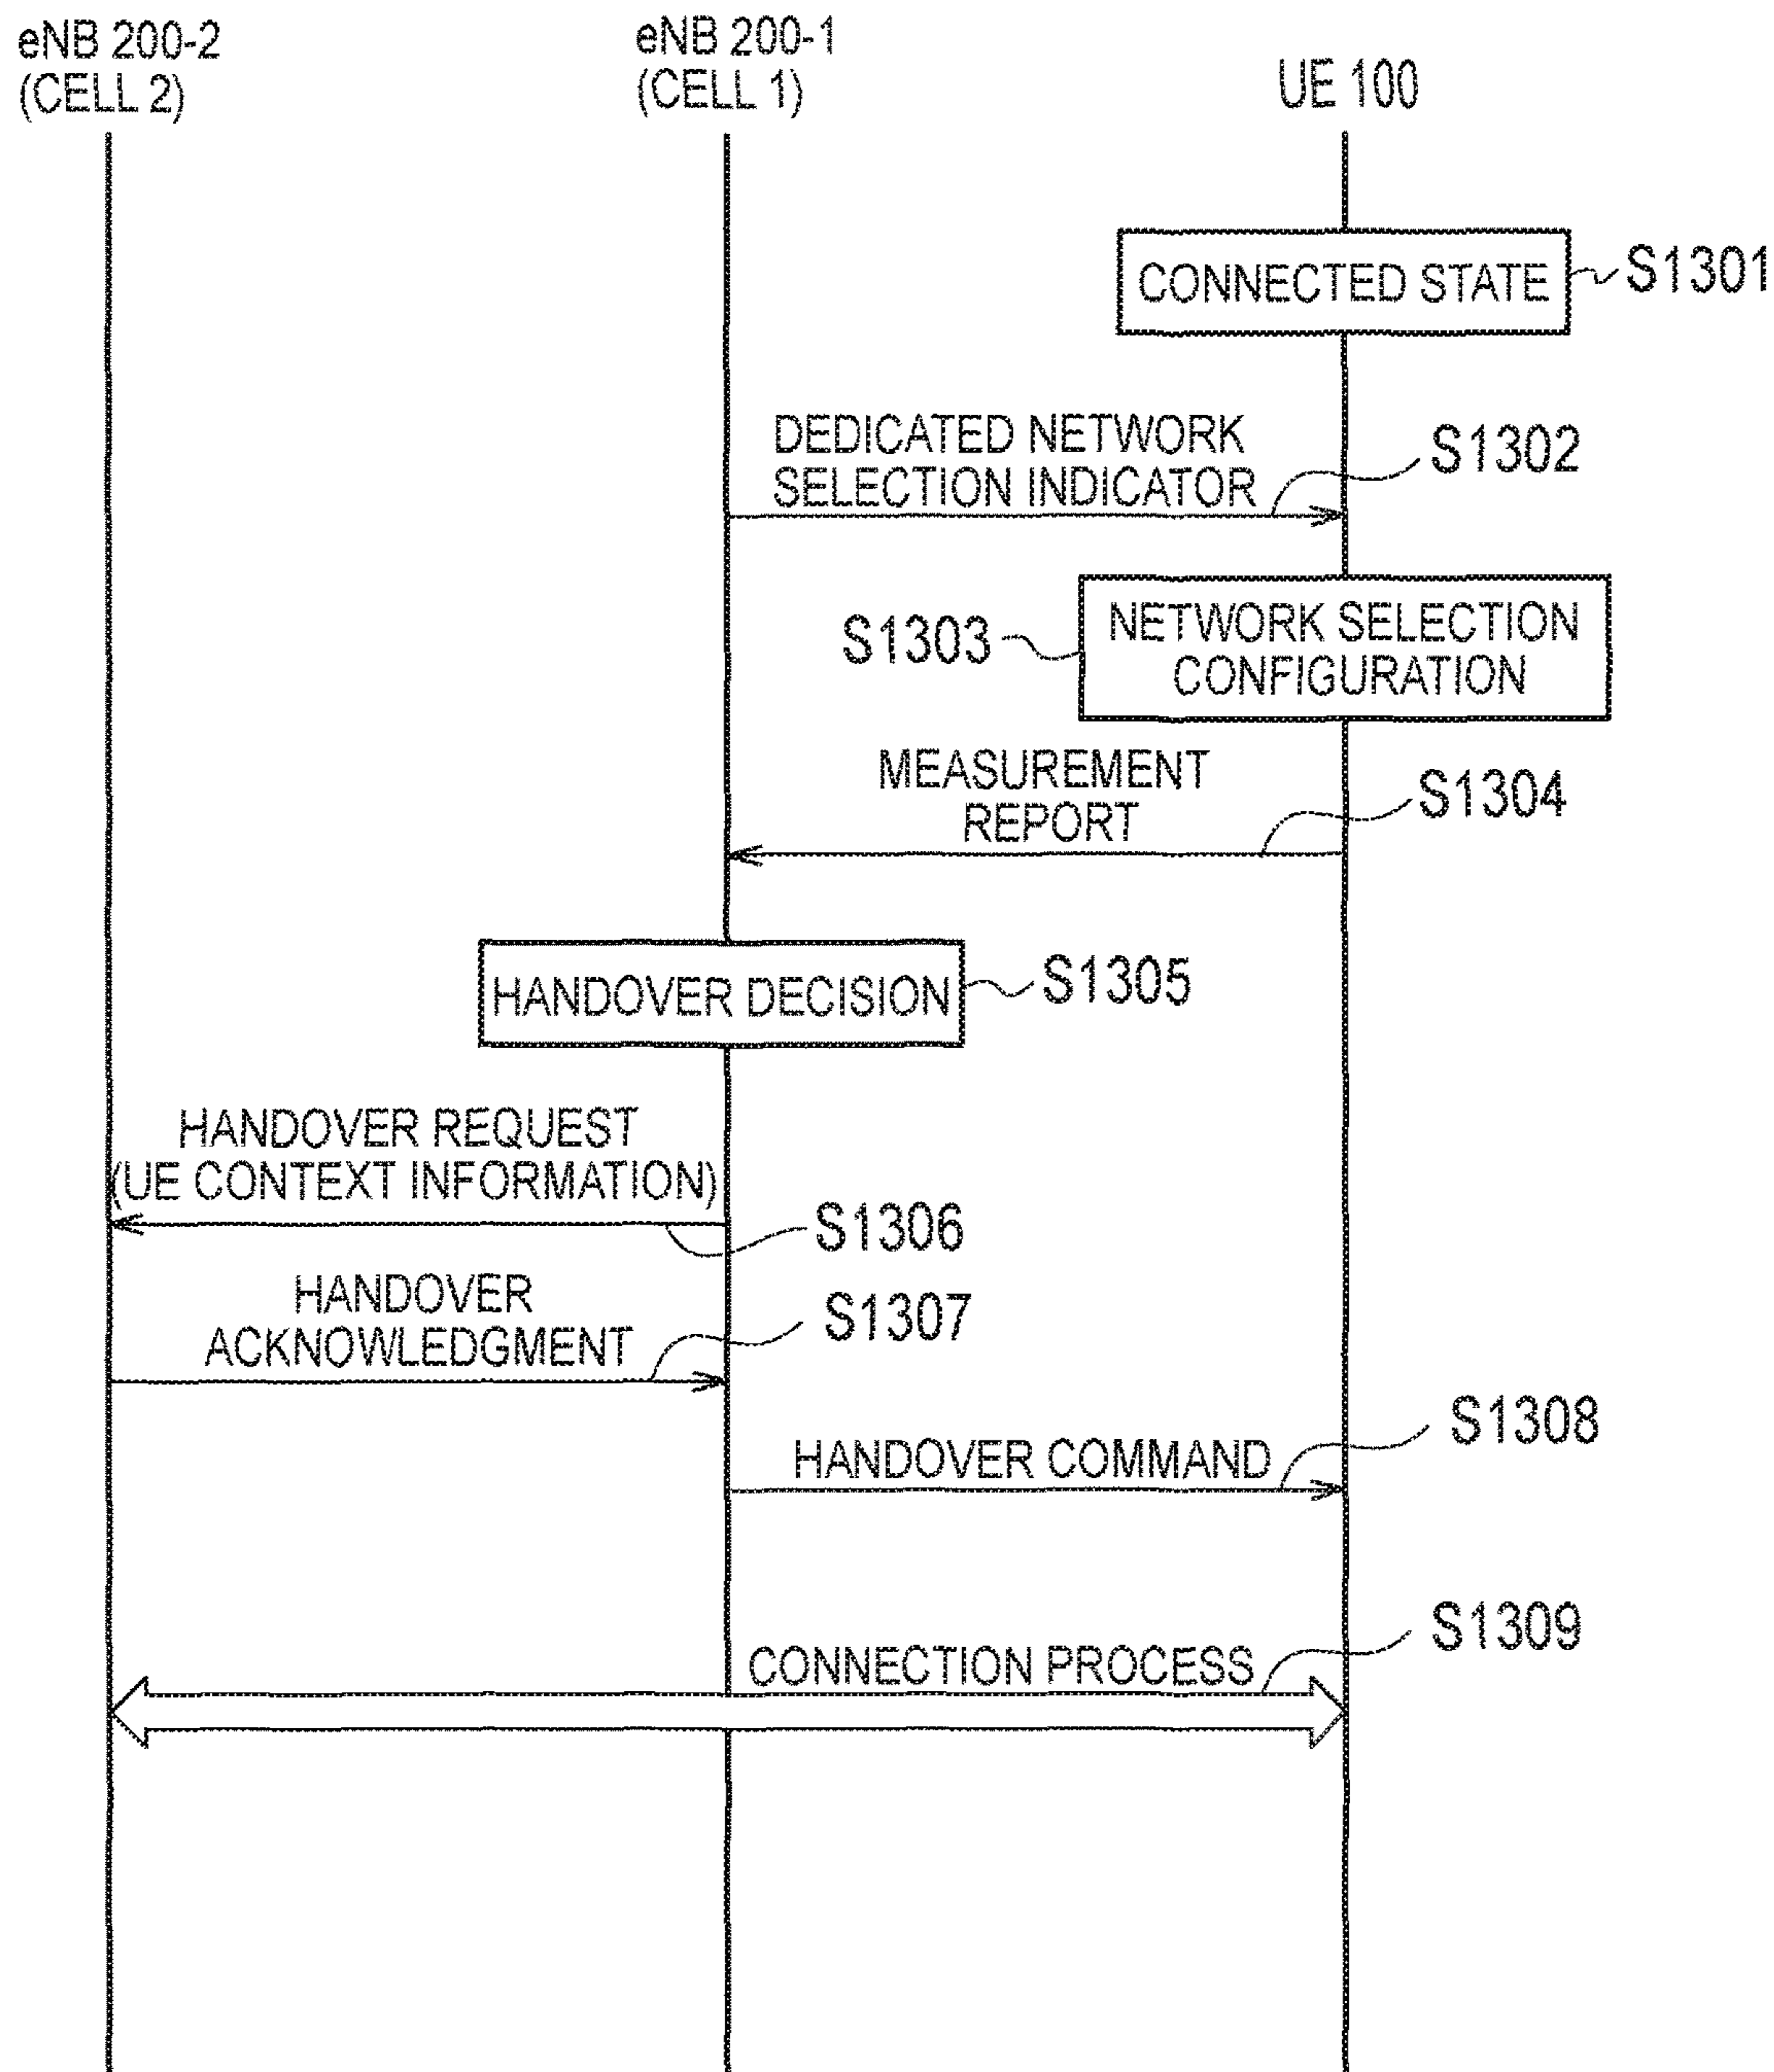 eNB 200-2
(CELL 2)
eNB 200-1
(CELL 1)
UE 100
CONNECTED STATE
S1301
DEDICATED NETWORK
SELECTION INDICATOR
S1302
S1303
NETWORK SELECTION
CONFIGURATION
MEASUREMENT
REPORT
S1304
HANDOVER DECISION
S1305
HANDOVER REQUEST
(UE CONTEXT INFORMATION)
S1306
HANDOVER
ACKNOWLEDGMENT
S1307
HANDOVER COMMAND
S1308
CONNECTION PROCESS
S1309